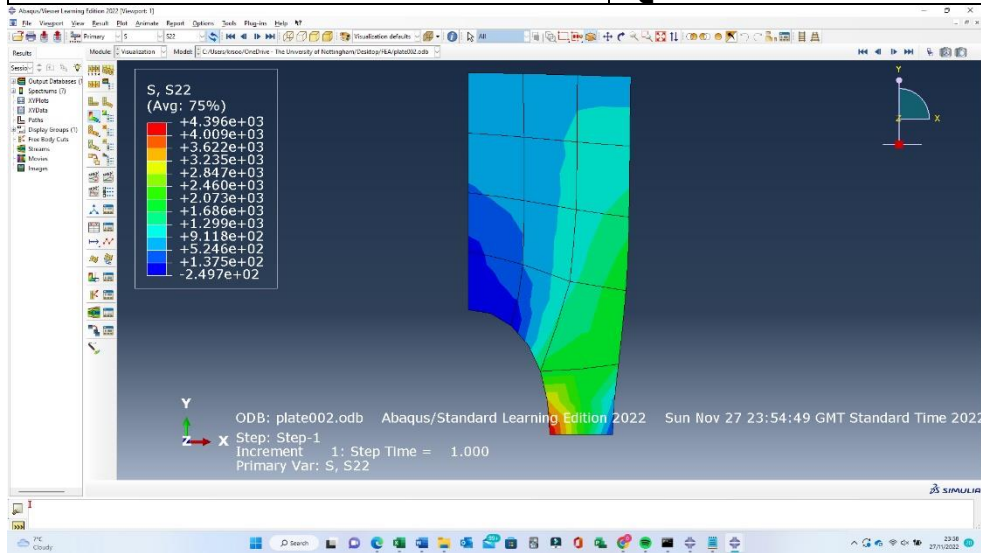 Abaqus/Viewer Learning Edition 2022 [Viewport: 1]
File Viewport View Result Plot Animate Report Options Tools Plug-ins Help
Primary S S22 Visualization defaults All
Results Module: Visualization Model: C:/Users/knsoo/OneDrive - The University of Nottingham/Desktop/FEA/plate002.odb
Output Databases (1)
Spectrums (7)
XYPlots
XYData
Paths
Display Groups (1)
Free Body Cuts
Streams
Movies
Images
S, S22
(Avg: 75%)
+4.396e+03
+4.009e+03
+3.622e+03
+3.235e+03
+2.847e+03
+2.460e+03
+2.073e+03
+1.686e+03
+1.299e+03
+9.118e+02
+5.246e+02
+1.375e+02
-2.497e+02
Y
Z X
Y
Z X
ODB: plate002.odb Abaqus/Standard Learning Edition 2022 Sun Nov 27 23:54:49 GMT Standard Time 2022
Step: Step-1
Increment 1: Step Time = 1.000
Primary Var: S, S22
SIMULIA
7°C
Cloudy
Search
23:58
27/11/2022